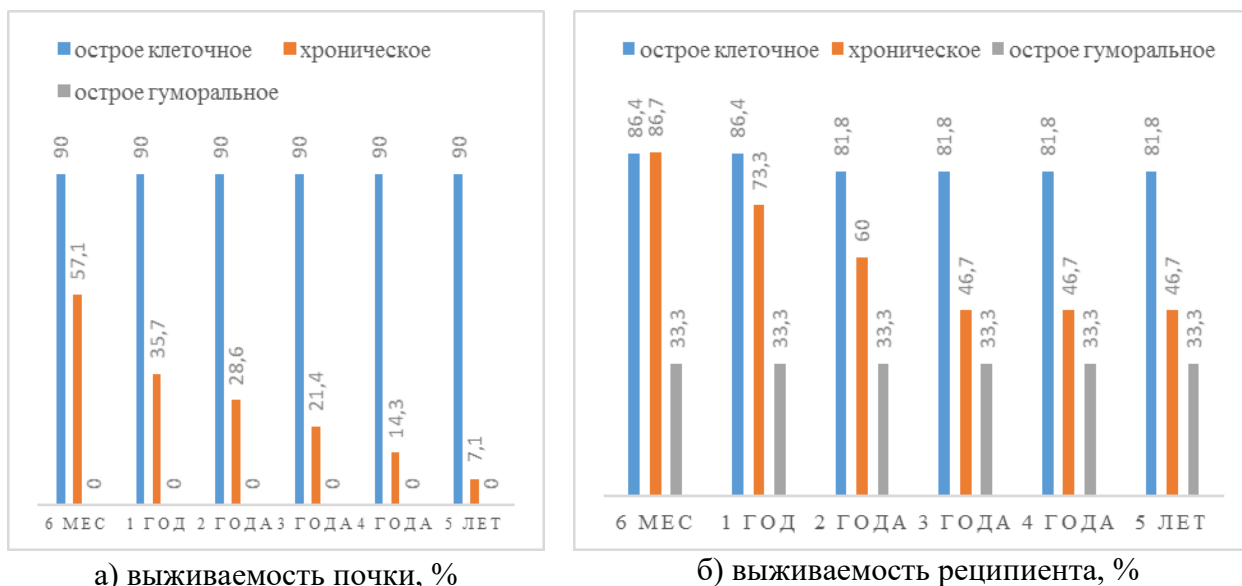 острое клеточное хроническое
острое гуморальное
90 57,1 0 90 35,7 0 90 28,6 0 90 21,4 0 90 14,3 0 90 7,1 0
6 МЕС 1 ГОД 2 ГОДА 3 ГОДА 4 ГОДА 5 ЛЕТ
а) выживаемость почки, %
острое клеточное хроническое острое гуморальное
86,4 86,7 33,3 86,4 73,3 33,3 81,8 60 33,3 81,8 46,7 33,3 81,8 46,7 33,3 81,8 46,7 33,3
6 МЕС 1 ГОД 2 ГОДА 3 ГОДА 4 ГОДА 5 ЛЕТ
б) выживаемость реципиента, %